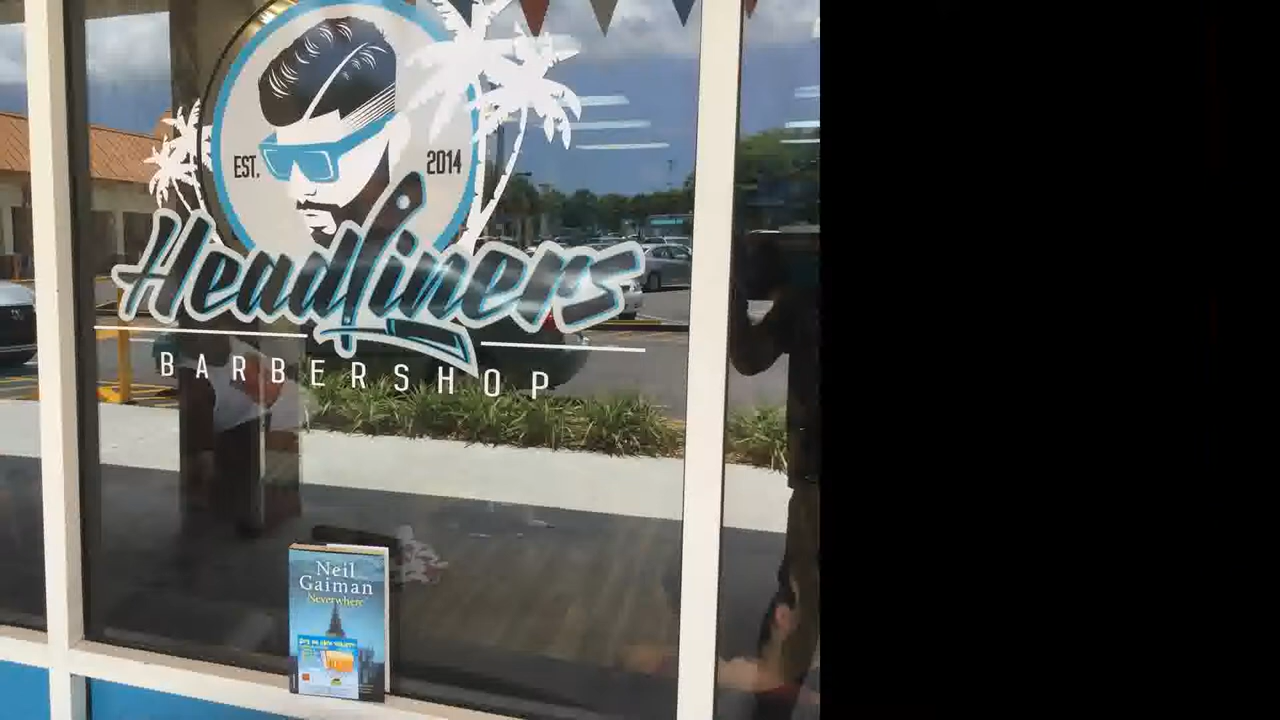 EST. 2014
Headliners
BARBERSHOP
Neil
Gaiman
Neverwhere